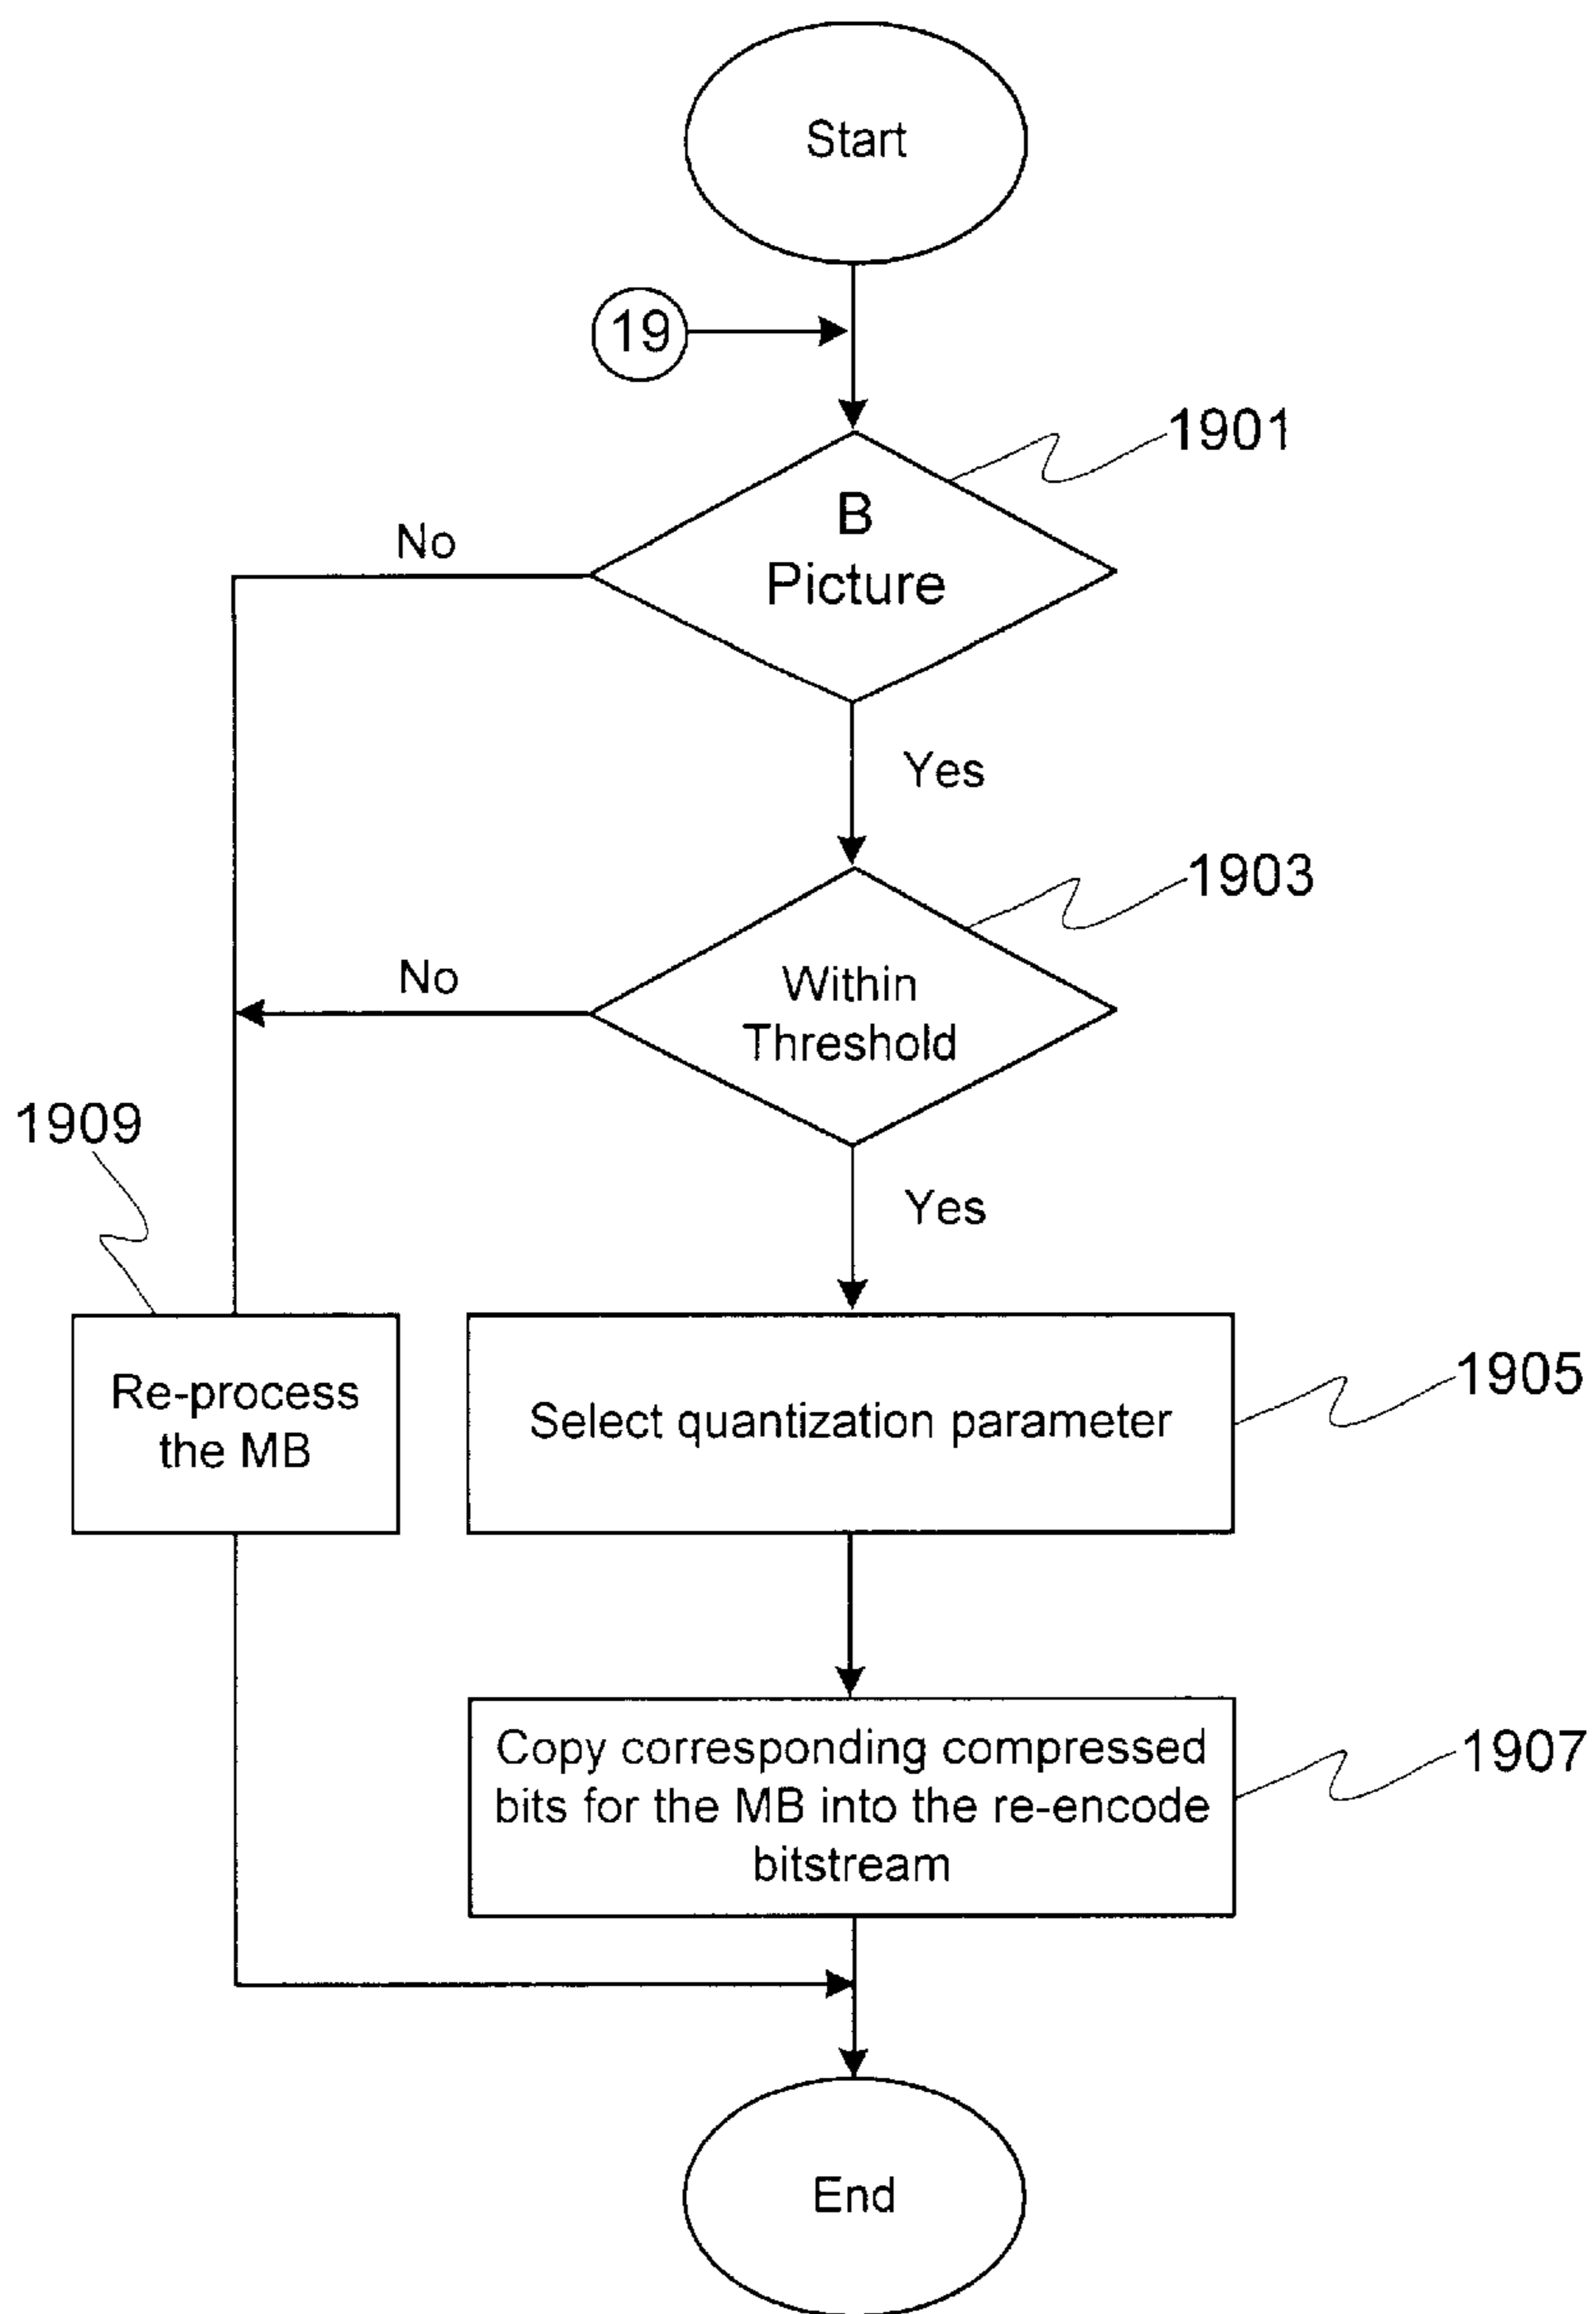 Start
19
1901
B
Picture
No
Yes
1903
Within
Threshold
No
1909
Yes
Re-process
the MB
Select quantization parameter
1905
Copy corresponding compressed
bits for the MB into the re-encode
bitstream
1907
End